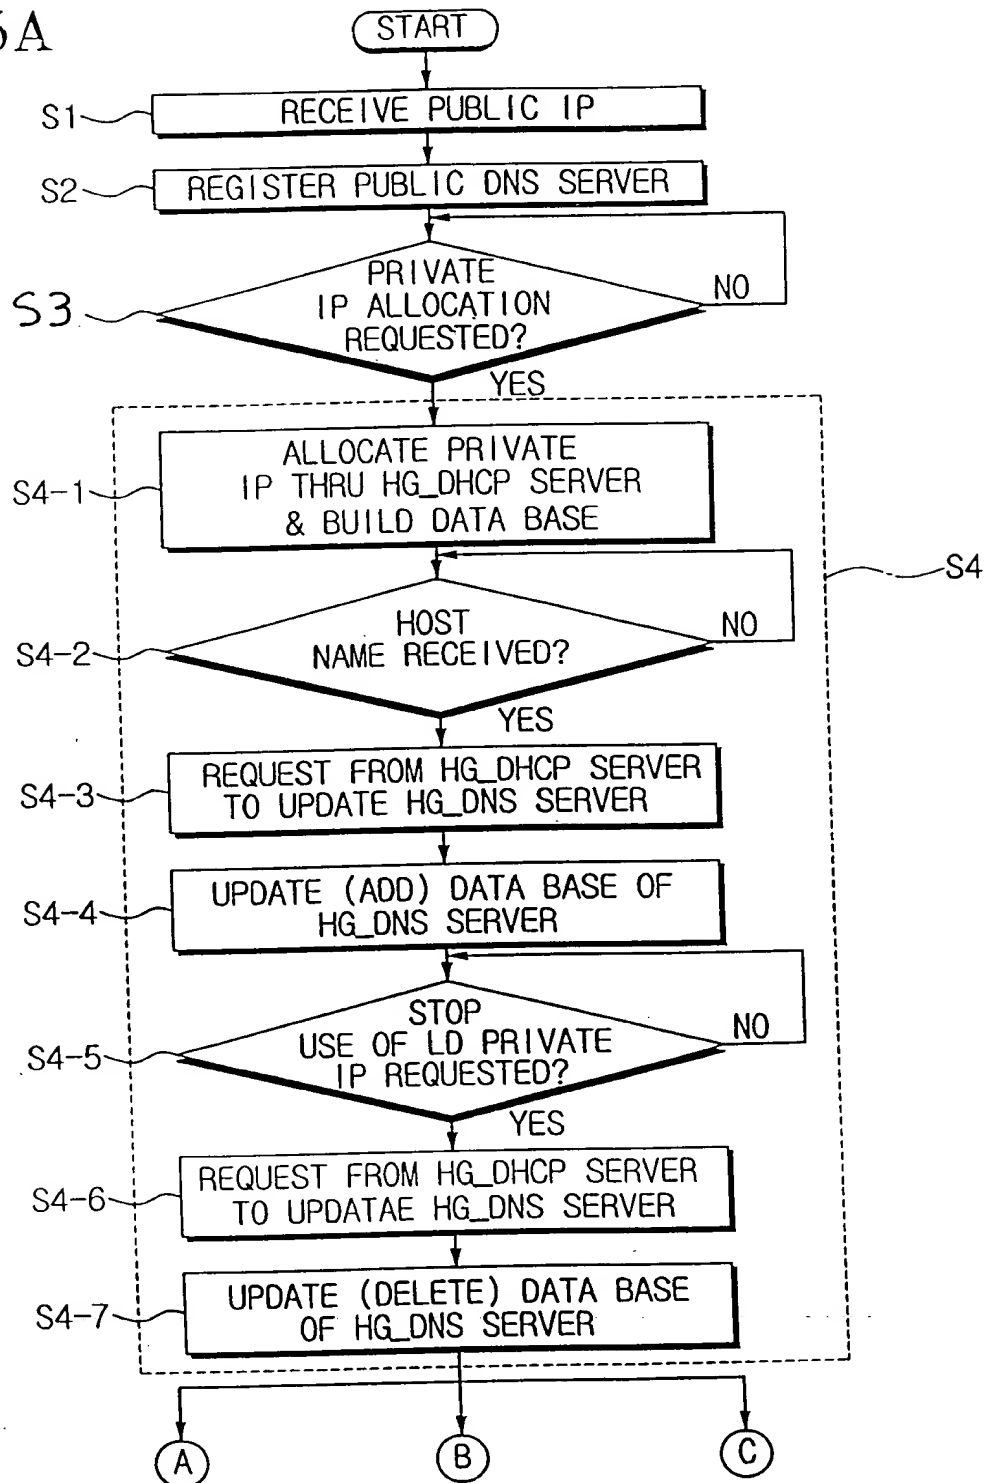 START
S1
RECEIVE PUBLIC IP
S2
REGISTER PUBLIC DNS SERVER
S3
PRIVATE
IP ALLOCATION
REQUESTED?
NO
YES
S4-1
ALLOCATE PRIVATE
IP THRU HG_DHCP SERVER
& BUILD DATA BASE
S4
S4-2
HOST
NAME RECEIVED?
NO
YES
S4-3
REQUEST FROM HG_DHCP SERVER
TO UPDATE HG_DNS SERVER
S4-4
UPDATE (ADD) DATA BASE OF
HG_DNS SERVER
S4-5
STOP
USE OF LD PRIVATE
IP REQUESTED?
NO
YES
S4-6
REQUEST FROM HG_DHCP SERVER
TO UPDATAE HG_DNS SERVER
S4-7
UPDATE (DELETE) DATA BASE
OF HG_DNS SERVER
A
B
C